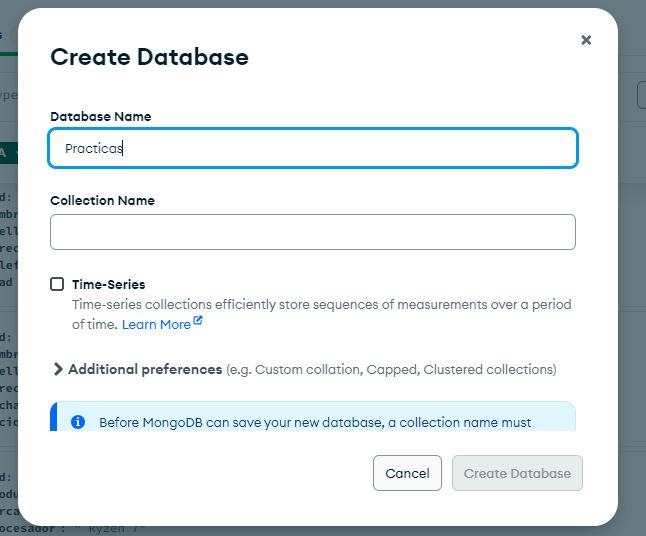 Create Database
Database Name
Practicas
Collection Name
Time-Series
Time-series collections efficiently store sequences of measurements over a period
of time. Learn More
Additional preferences (e.g. Custom collation, Capped, Clustered collections)
Before MongoDB can save your new database, a collection name must
Cancel
Create Database
"Ryzen 7"